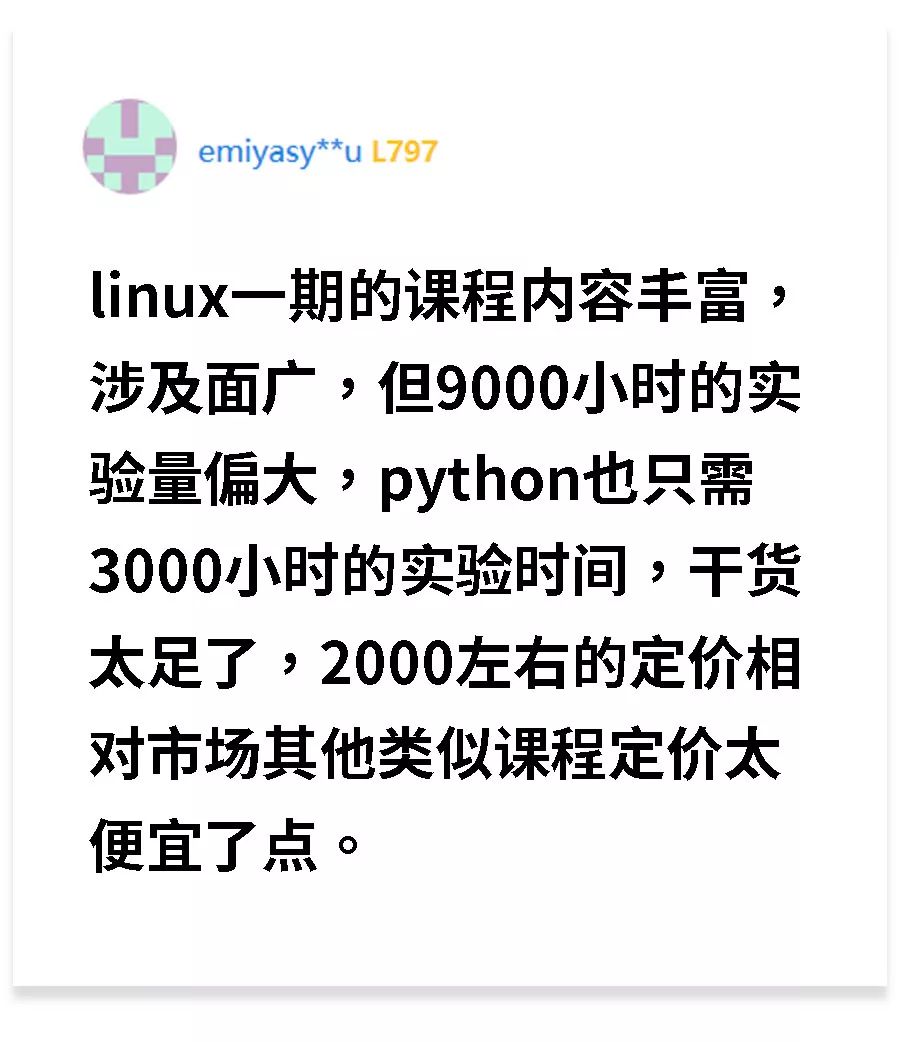 emiyasy**u L797
linux一期的课程内容丰富，
涉及面广，但9000小时的实
验量偏大，python也只需
3000小时的实验时间，干货
太足了，2000左右的定价相
对市场其他类似课程定价太
便宜了点。